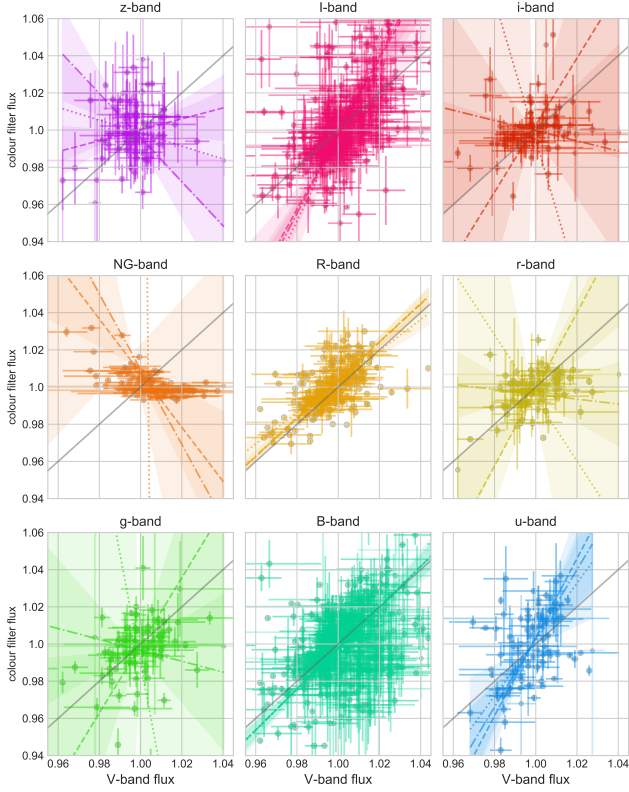 z-band I-band i-band
1.06
1.04
1.02
1.0
0.98
0.96
0.94
colour filter flux
NG-band R-band r-band
1.06
1.04
1.02
1.0
0.98
0.96
0.94
colour filter flux
g-band B-band u-band
1.06
1.04
1.02
1.0
0.98
0.96
0.94
colour filter flux
0.96 0.98 1.00 1.02 1.04 0.96 0.98 1.00 1.02 1.04 0.96 0.98 1.00 1.02 1.04
V-band flux V-band flux V-band flux